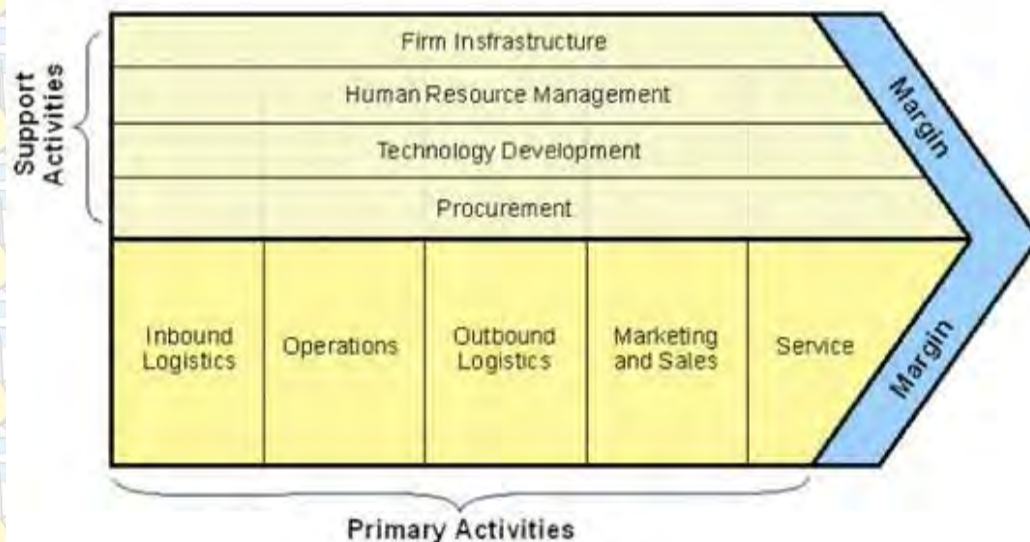 Support
Activities
Firm Insfrastructure
Human Resource Management
Technology Development
Procurement
Margin
Inbound
Logistics
Operations
Outbound
Logistics
Marketing
and Sales
Service
Margin
Primary Activities